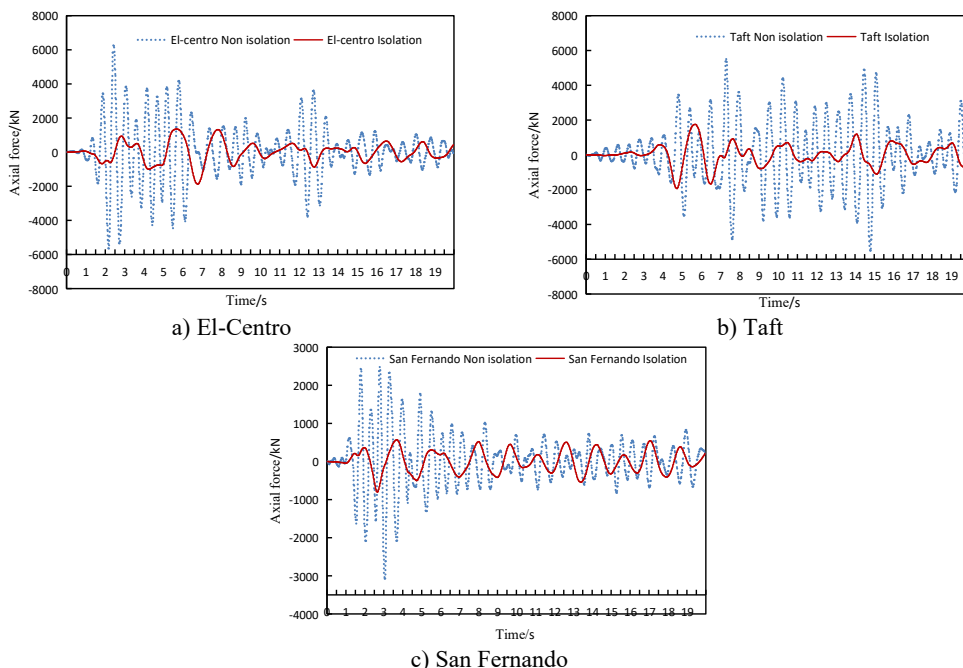 8000
El-centro Non isolation
El-centro Isolation
6000
4000
2000
0
-2000
-4000
6000
-8000
Axial force/kN
0 1 2 3 4 5 6 7 8 9 10 11 12 13 14 15 16 17 18 19
Time/s
a) El-Centro
8000
Taft Non isolation
Taft Isolation
6000
4000
2000
0
-2000
-4000
-6000
-8000
Axial force/kN
0 1 2 3 4 5 6 7 8 9 10 11 12 13 14 15 16 17 18 19
Time/s
b) Taft
3000
San Fernando Non isolation
San Fernando Isolation
2000
1000
0
-1000
-2000
-3000
-4000
Axial force/kN
0 1 2 3 4 5 6 7 8 9 10 11 12 13 14 15 16 17 18 19
Time/s
c) San Fernando